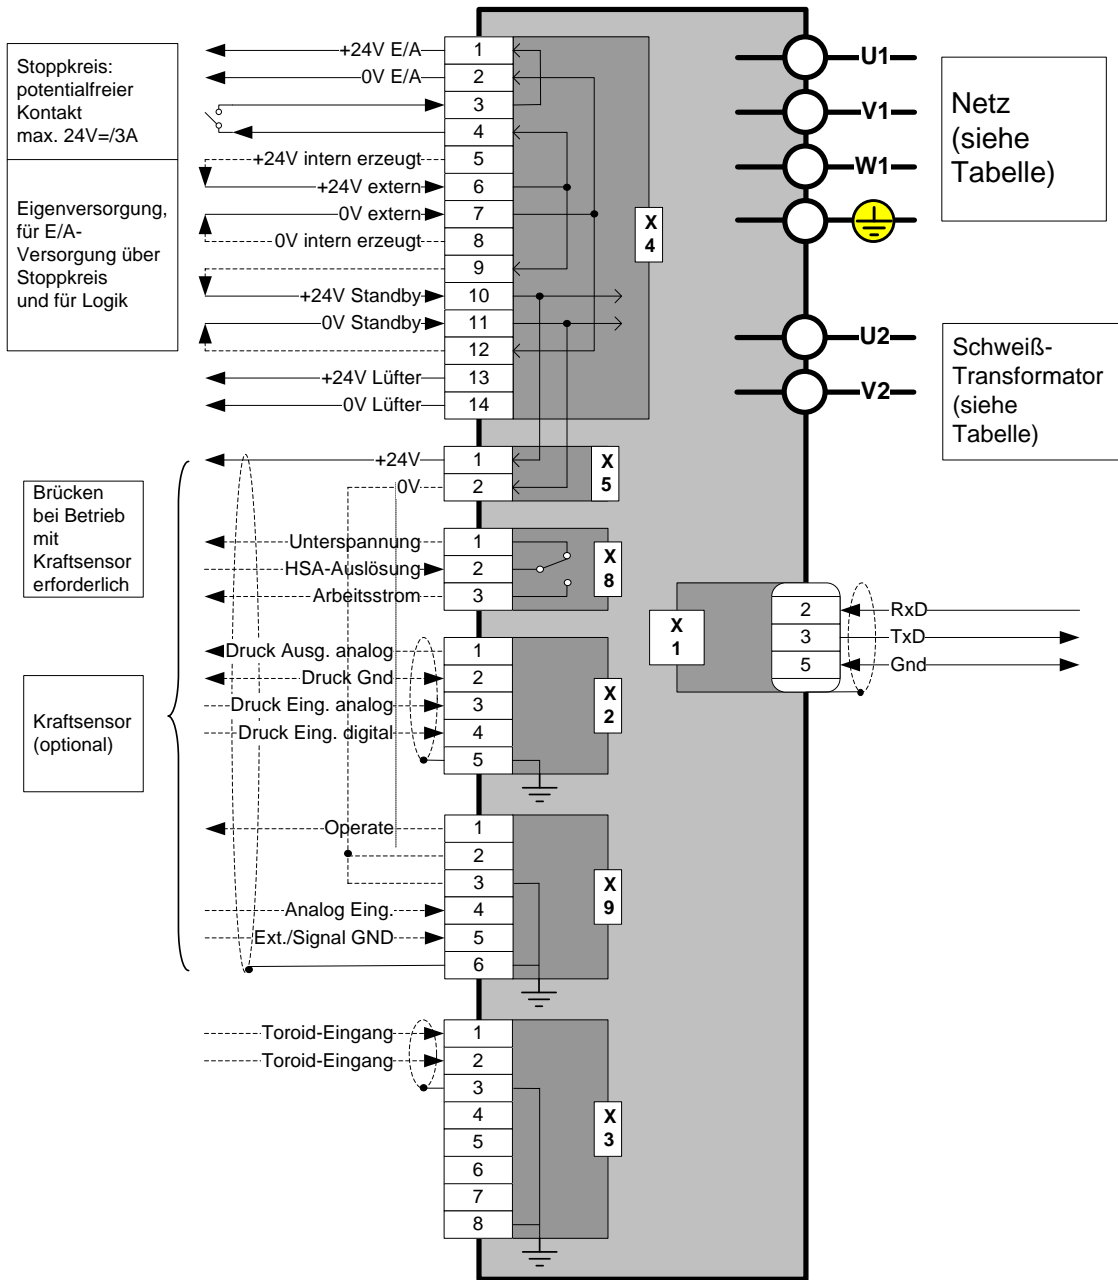 Stoppkreis:
potentialfreier
Kontakt
max. 24V=/3A
Eigenversorgung,
für E/A-
Versorgung über
Stoppkreis
und für Logik
+24V E/A 1
0V E/A 2
3
4
+24V intern erzeugt 5
+24V extern 6
0V extern 7
0V intern erzeugt 8
9
+24V Standby 10
0V Standby 11
12
+24V Lüfter 13
0V Lüfter 14
X
4
U1
V1
W1
Netz
(siehe
Tabelle)
U2
V2
Schweiß-
Transformator
(siehe
Tabelle)
Brücken
bei Betrieb
mit
Kraftsensor
erforderlich
Kraftsensor
(optional)
+24V 1
0V 2
X
5
Unterspannung 1
HSA-Auslösung 2
Arbeitsstrom 3
X
8
Druck Ausg. analog 1
Druck Gnd 2
Druck Eing. analog 3
Druck Eing. digital 4
5
X
2
X
1
2 RxD
3 TxD
5 Gnd
Operate 1
2
3
Analog Eing. 4
Ext./Signal GND 5
6
X
9
Toroid-Eingang 1
Toroid-Eingang 2
3
4
5
6
7
8
X
3